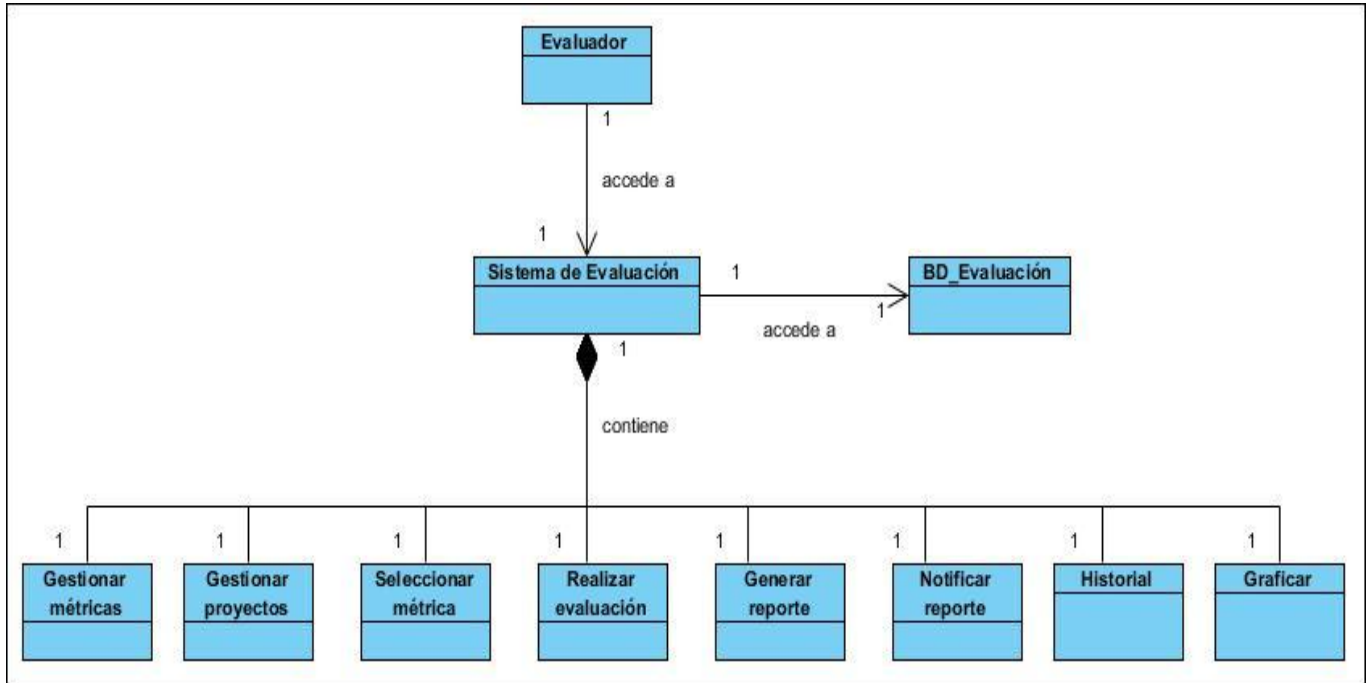 Evaluador
1
accede a
1
Sistema de Evaluación
1
BD_Evaluación
1
accede a
1
contiene
1
1
1
1
1
1
1
1
Gestionar
métricas
Gestionar
proyectos
Seleccionar
métrica
Realizar
evaluación
Generar
reporte
Notificar
reporte
Historial
Graficar